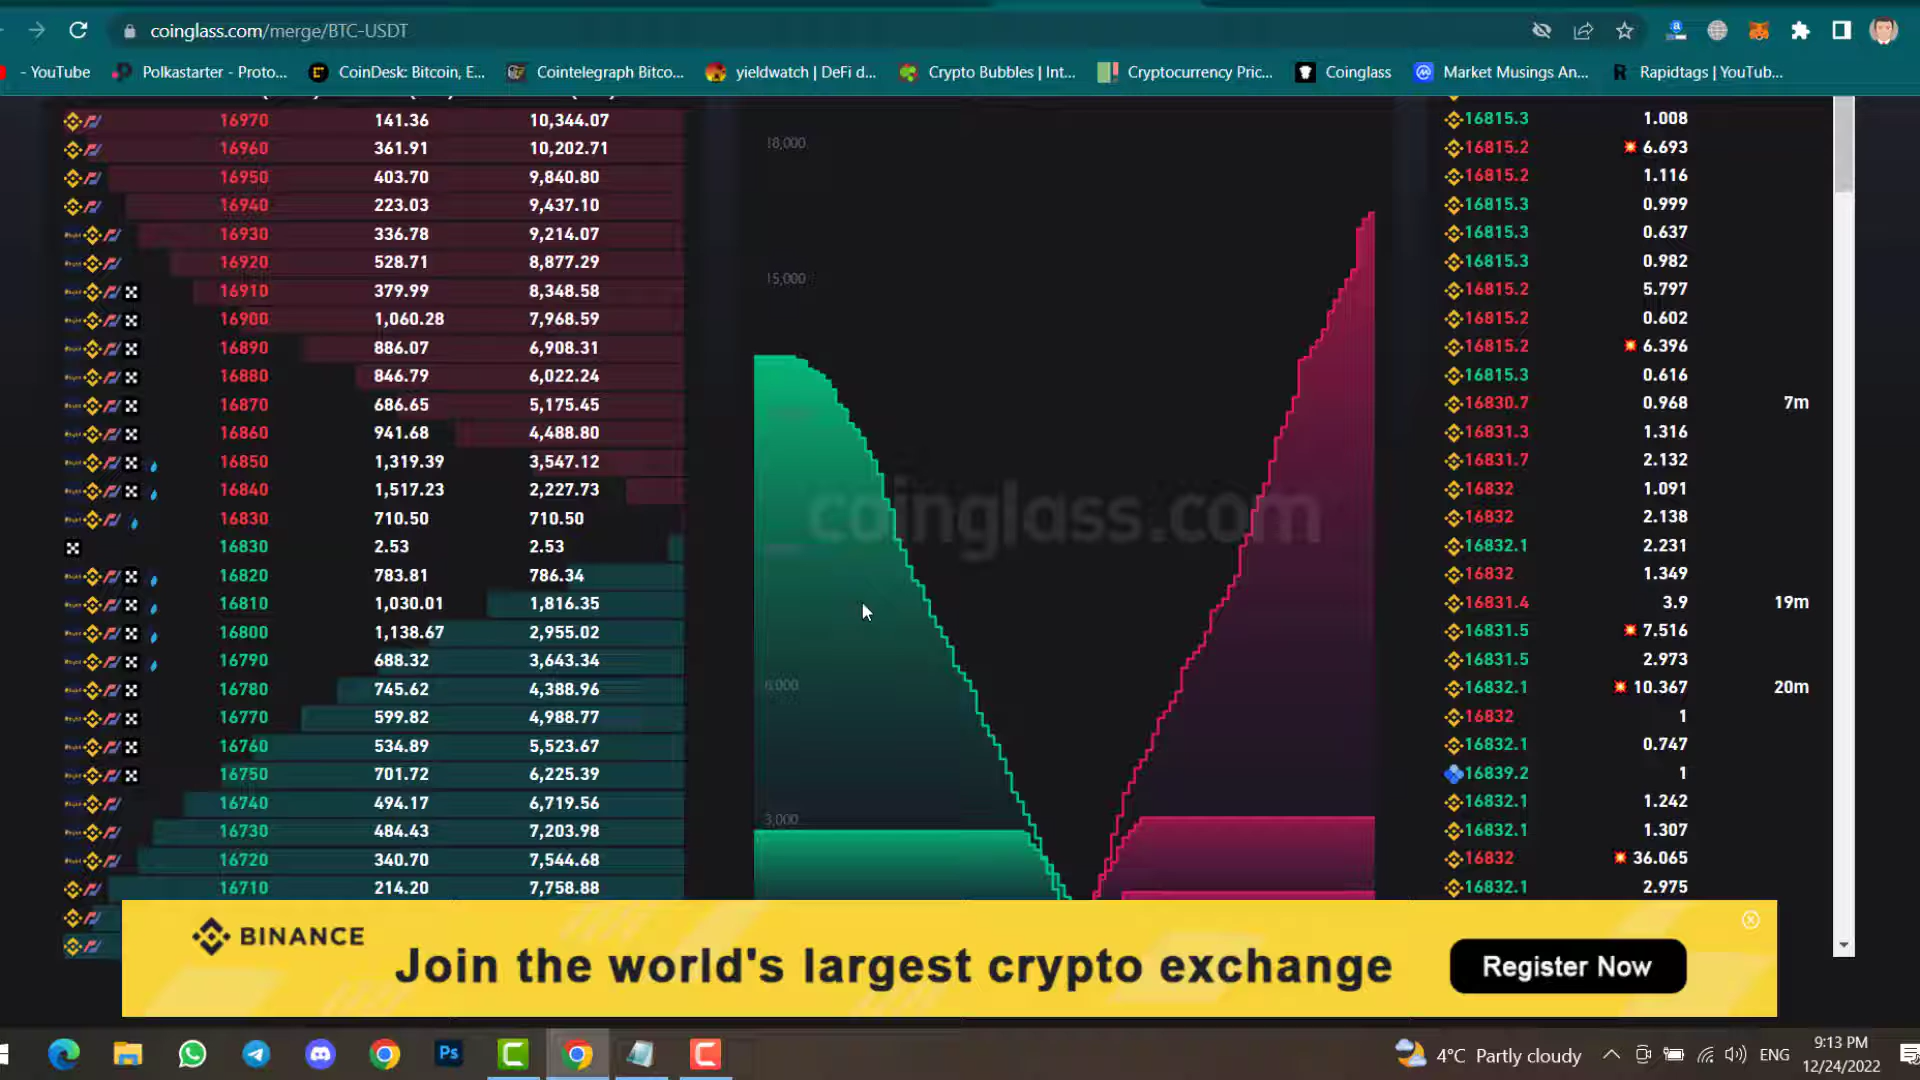 coinglass.com/merge/BTC-USDT
- YouTube
Polkastarter - Proto...
CoinDesk: Bitcoin, E...
Cointelegraph Bitco...
yieldwatch | DeFi d...
Crypto Bubbles | Int...
Cryptocurrency Pric...
Coinglass
Market Musings An...
Rapidtags | YouTub...
16970 141.36 10,344.07
16960 361.91 10,202.71
16950 403.70 9,840.80
16940 223.03 9,437.10
16930 336.78 9,214.07
16920 528.71 8,877.29
16910 379.99 8,348.58
16900 1,060.28 7,968.59
16890 886.07 6,908.31
16880 846.79 6,022.24
16870 686.65 5,175.45
16860 941.68 4,488.80
16850 1,319.39 3,547.12
16840 1,517.23 2,227.73
16830 710.50 710.50
16830 2.53 2.53
16820 783.81 786.34
16810 1,030.01 1,816.35
16800 1,138.67 2,955.02
16790 688.32 3,643.34
16780 745.62 4,388.96
16770 599.82 4,988.77
16760 534.89 5,523.67
16750 701.72 6,225.39
16740 494.17 6,719.56
16730 484.43 7,203.98
16720 340.70 7,544.68
16710 214.20 7,758.88
18,000
15,000
6,000
3,000
coinglass.com
16815.3 1.008
16815.2 6.693
16815.2 1.116
16815.3 0.999
16815.3 0.637
16815.3 0.982
16815.2 5.797
16815.2 0.602
16815.2 6.396
16815.3 0.616
16830.7 0.968 7m
16831.3 1.316
16831.7 2.132
16832 1.091
16832 2.138
16832.1 2.231
16832 1.349
16831.4 3.9 19m
16831.5 7.516
16831.5 2.973
16832.1 10.367 20m
16832 1
16832.1 0.747
16839.2 1
16832.1 1.242
16832.1 1.307
16832 36.065
16832.1 2.975
BINANCE
Join the world's largest crypto exchange
Register Now
Ps
4°C Partly cloudy
ENG
9:13 PM
12/24/2022